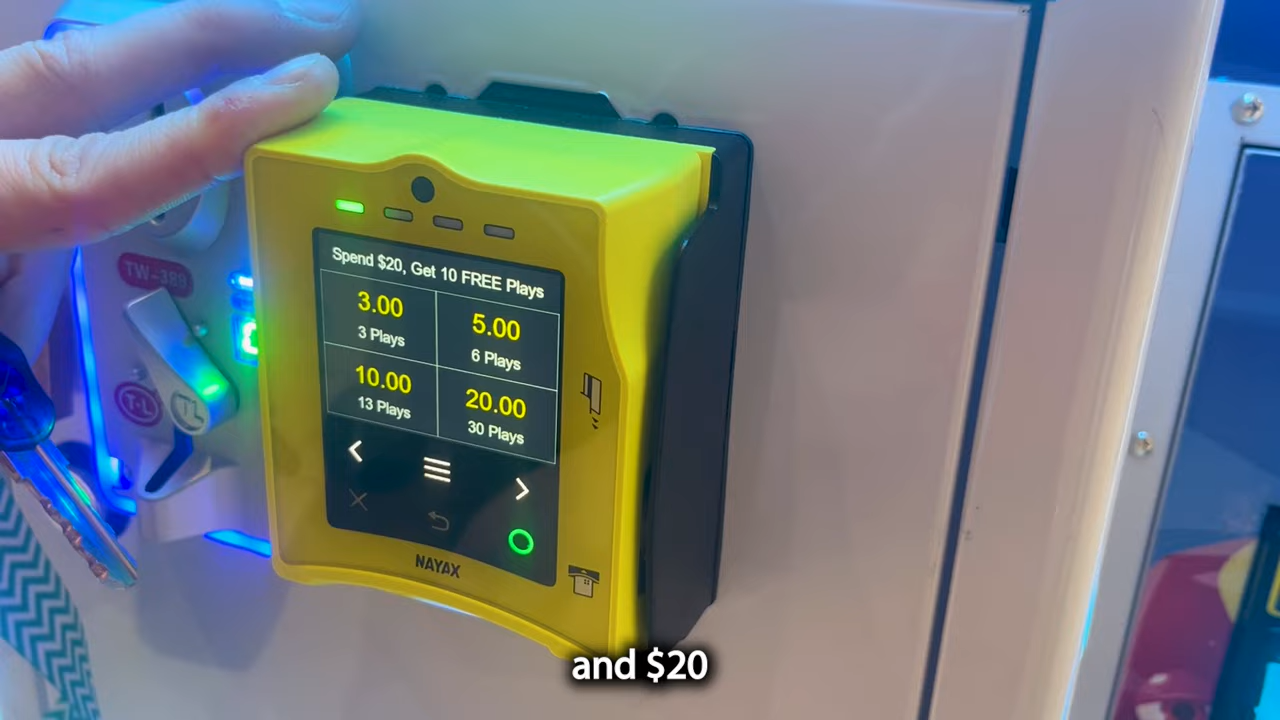 Spend $20, Get 10 FREE Plays
3.00
3 Plays
5.00
6 Plays
10.00
13 Plays
20.00
30 Plays
NAYAX
TW-389
T·L
TL
and $20